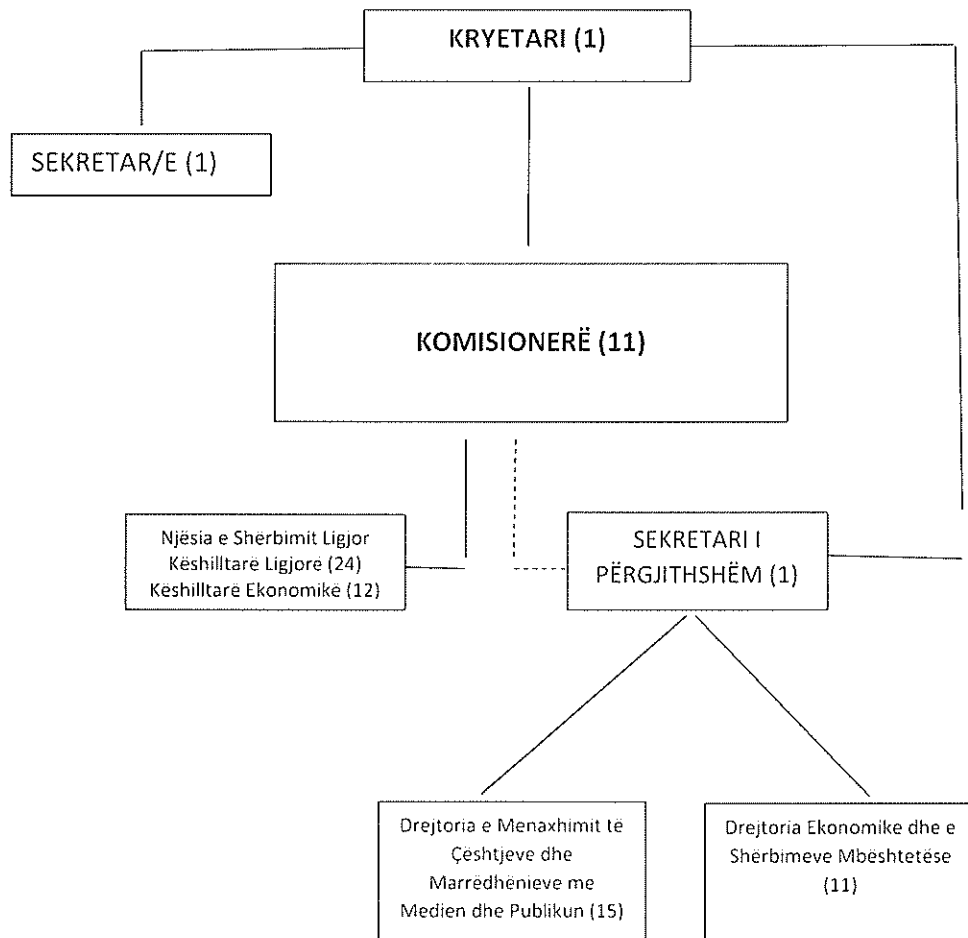 KRYETARI (1)
SEKRETAR/E (1)
KOMISIONERË (11)
Njësia e Shërbimit Ligjor
Këshilltarë Ligjorë (24)
Këshilltarë Ekonomikë (12)
SEKRETARI I
PËRGJITHSHËM (1)
Drejtoria e Menaxhimit të
Çështjeve dhe
Marrëdhënieve me
Medien dhe Publikun (15)
Drejtoria Ekonomike dhe e
Shërbimeve Mbështetëse
(11)